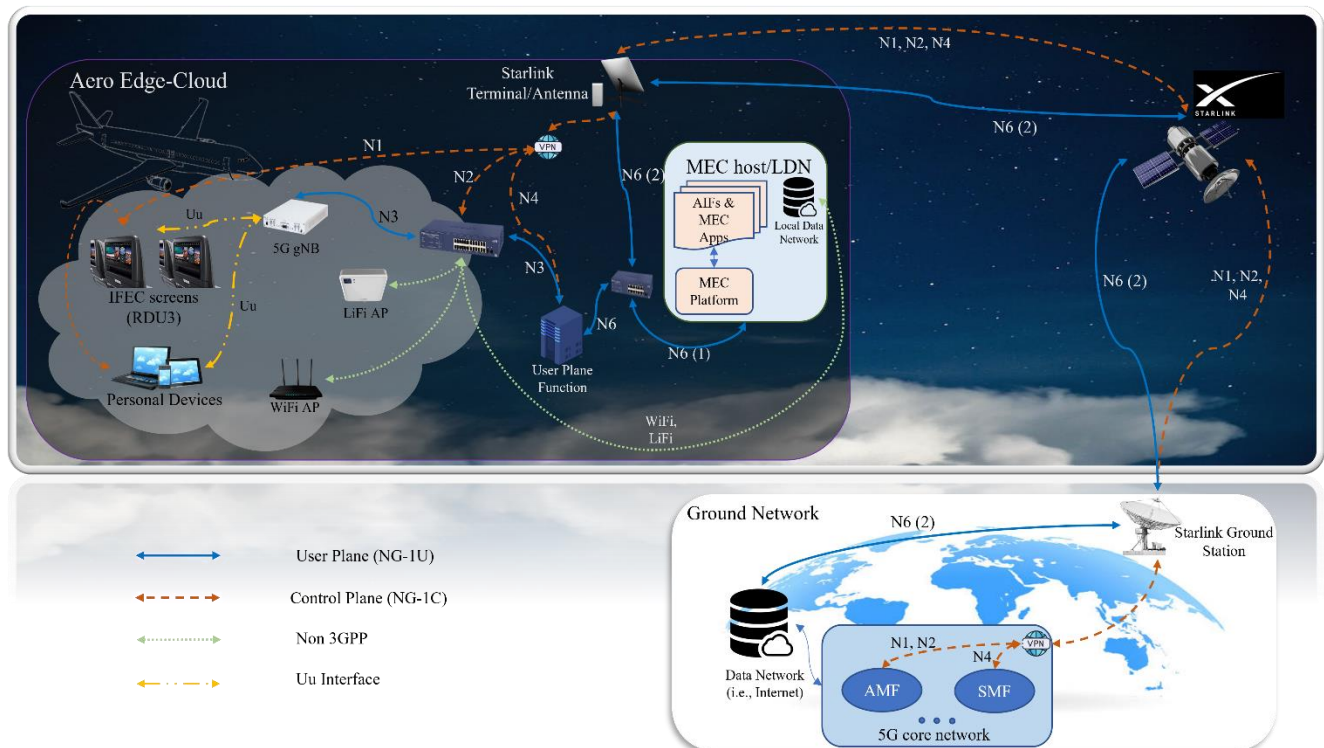 Aero Edge-Cloud
Starlink
Terminal/Antenna
N1, N2, N4
STARLINK
N6 (2)
VPN
N1
N2
N4
N6 (2)
MEC host/LDN
AIFs &
MEC
Apps
Local Data
Network
MEC
Platform
Uu
5G gNB
N3
IFEC screens
(RDU3)
Uu
LiFi AP
N3
N6
N6 (1)
User Plane
Function
Personal Devices
WiFi AP
WiFi,
LiFi
N6 (2)
N1, N2,
N4
Ground Network
N6 (2)
Starlink Ground
Station
User Plane (NG-1U)
Control Plane (NG-1C)
Non 3GPP
Uu Interface
Data Network
(i.e., Internet)
N1, N2
VPN
N4
AMF
SMF
5G core network